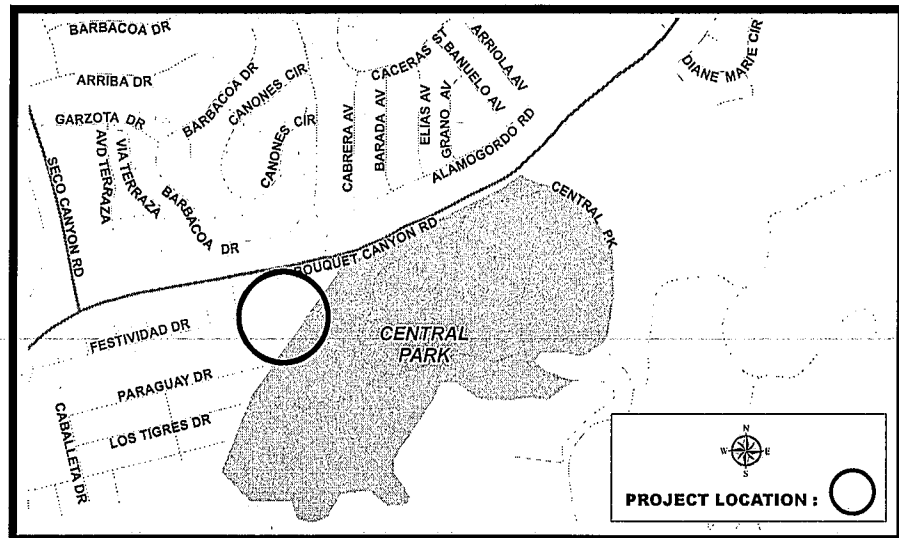 BARBACOA DR
ARRIBA DR
GARZOTA DR
AVD TERRAZA
VIA TERRAZA
SECO CANYON RD
BARBACOA DR
BARBACOA DR
CANONES CIR
CANONES CIR
CABRERA AV
BARADA AV
ELIAS AV
GRANO AV
CACERAS ST
BANUELO AV
ARRIOLA AV
ALAMOGORDO RD
DIANE MARIE CIR
BOUQUET CANYON RD
CENTRAL PK
CENTRAL
PARK
FESTIVIDAD DR
PARAGUAY DR
LOS TIGRES DR
CABALLETA DR
N
W E
S
PROJECT LOCATION :